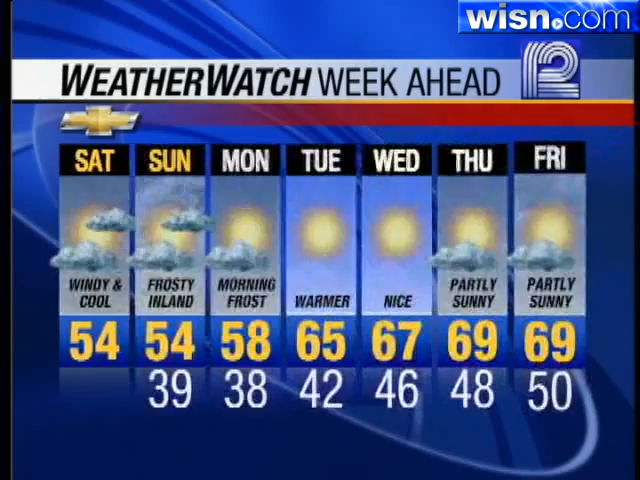 wisn.com
WEATHERWATCH WEEK AHEAD 12
SAT SUN MON TUE WED THU FRI
WINDY & COOL FROSTY INLAND MORNING FROST WARMER NICE PARTLY SUNNY PARTLY SUNNY
54 54 58 65 67 69 69
39 38 42 46 48 50